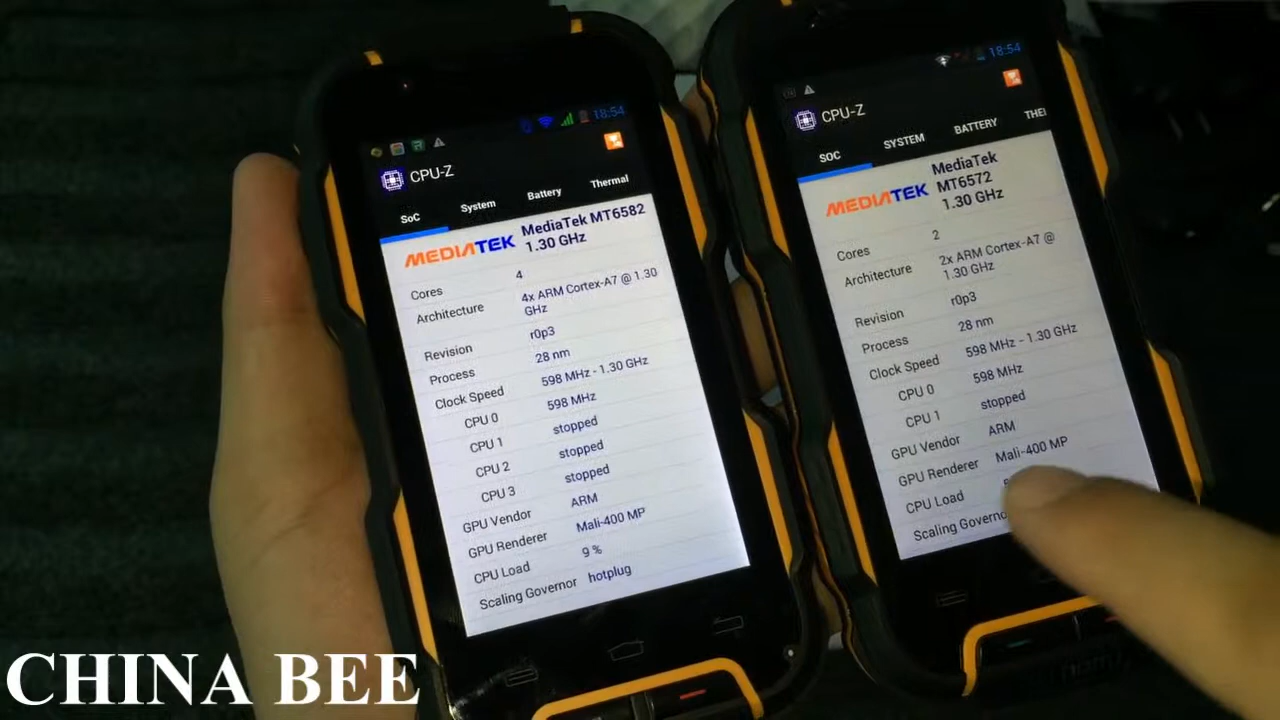 18:54
CPU-Z
SoC System Battery Thermal
MEDIATEK
MediaTek MT6582
1.30 GHz
Cores 4
Architecture 4x ARM Cortex-A7 @ 1.30
GHz
Revision r0p3
Process 28 nm
Clock Speed 598 MHz - 1.30 GHz
CPU 0 598 MHz
CPU 1 stopped
CPU 2 stopped
CPU 3 stopped
GPU Vendor ARM
GPU Renderer Mali-400 MP
CPU Load 9 %
Scaling Governor hotplug
18:54
CPU-Z
SOC SYSTEM BATTERY THE
MEDIATEK
MediaTek
MT6572
1.30 GHz
Cores 2
Architecture 2x ARM Cortex-A7 @
1.30 GHz
Revision r0p3
Process 28 nm
Clock Speed 598 MHz - 1.30 GHz
CPU 0 598 MHz
CPU 1 stopped
GPU Vendor ARM
GPU Renderer Mali-400 MP
CPU Load
Scaling Governo
CHINA BEE